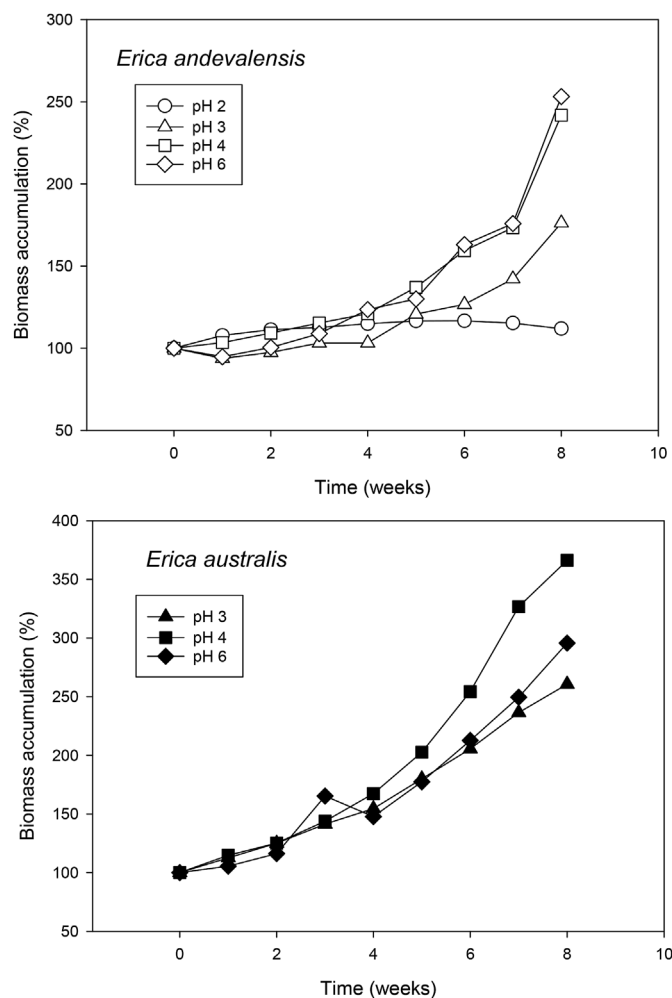 300
250
200
150
100
50
Biomass accumulation (%)
Erica andevalensis
pH 2
pH 3
pH 4
pH 6
0 2 4 6 8 10
Time (weeks)
400
350
300
250
200
150
100
50
Biomass accumulation (%)
Erica australis
pH 3
pH 4
pH 6
0 2 4 6 8 10
Time (weeks)